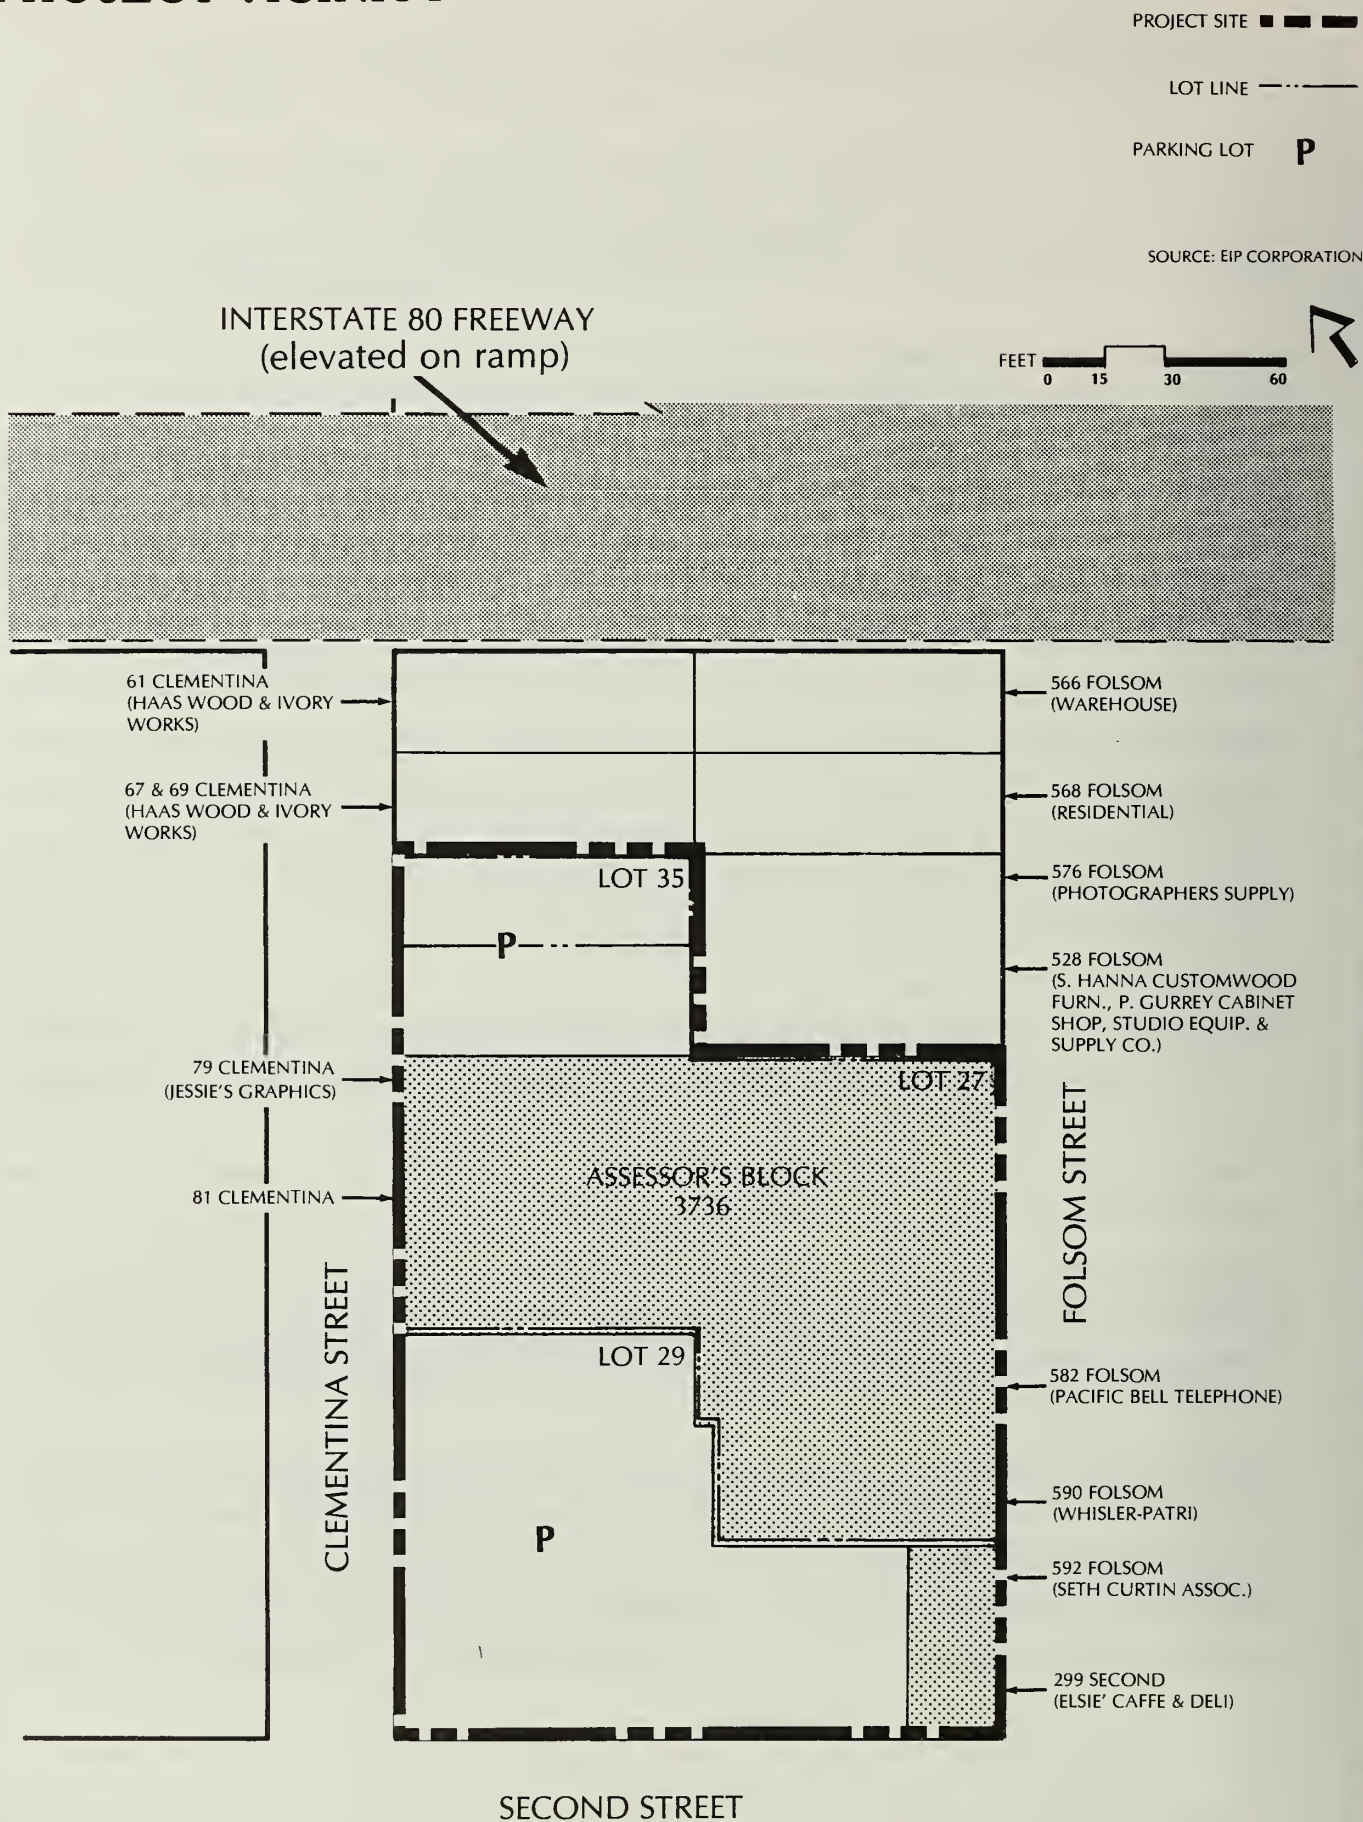 PROJECT SITE
LOT LINE
PARKING LOT P
SOURCE: EIP CORPORATION
INTERSTATE 80 FREEWAY
(elevated on ramp)
FEET
0 15 30 60
61 CLEMENTINA
(HAAS WOOD & IVORY
WORKS)
566 FOLSOM
(WAREHOUSE)
67 & 69 CLEMENTINA
(HAAS WOOD & IVORY
WORKS)
568 FOLSOM
(RESIDENTIAL)
LOT 35
576 FOLSOM
(PHOTOGRAPHERS SUPPLY)
P
528 FOLSOM
(S. HANNA CUSTOMWOOD
FURN., P. GURREY CABINET
SHOP, STUDIO EQUIP. &
SUPPLY CO.)
79 CLEMENTINA
(JESSIE'S GRAPHICS)
LOT 27
ASSESSOR'S BLOCK
3736
81 CLEMENTINA
FOLSOM STREET
CLEMENTINA STREET
LOT 29
582 FOLSOM
(PACIFIC BELL TELEPHONE)
590 FOLSOM
(WHISLER-PATRI)
P
592 FOLSOM
(SETH CURTIN ASSOC.)
299 SECOND
(ELSIE' CAFFE & DELI)
SECOND STREET